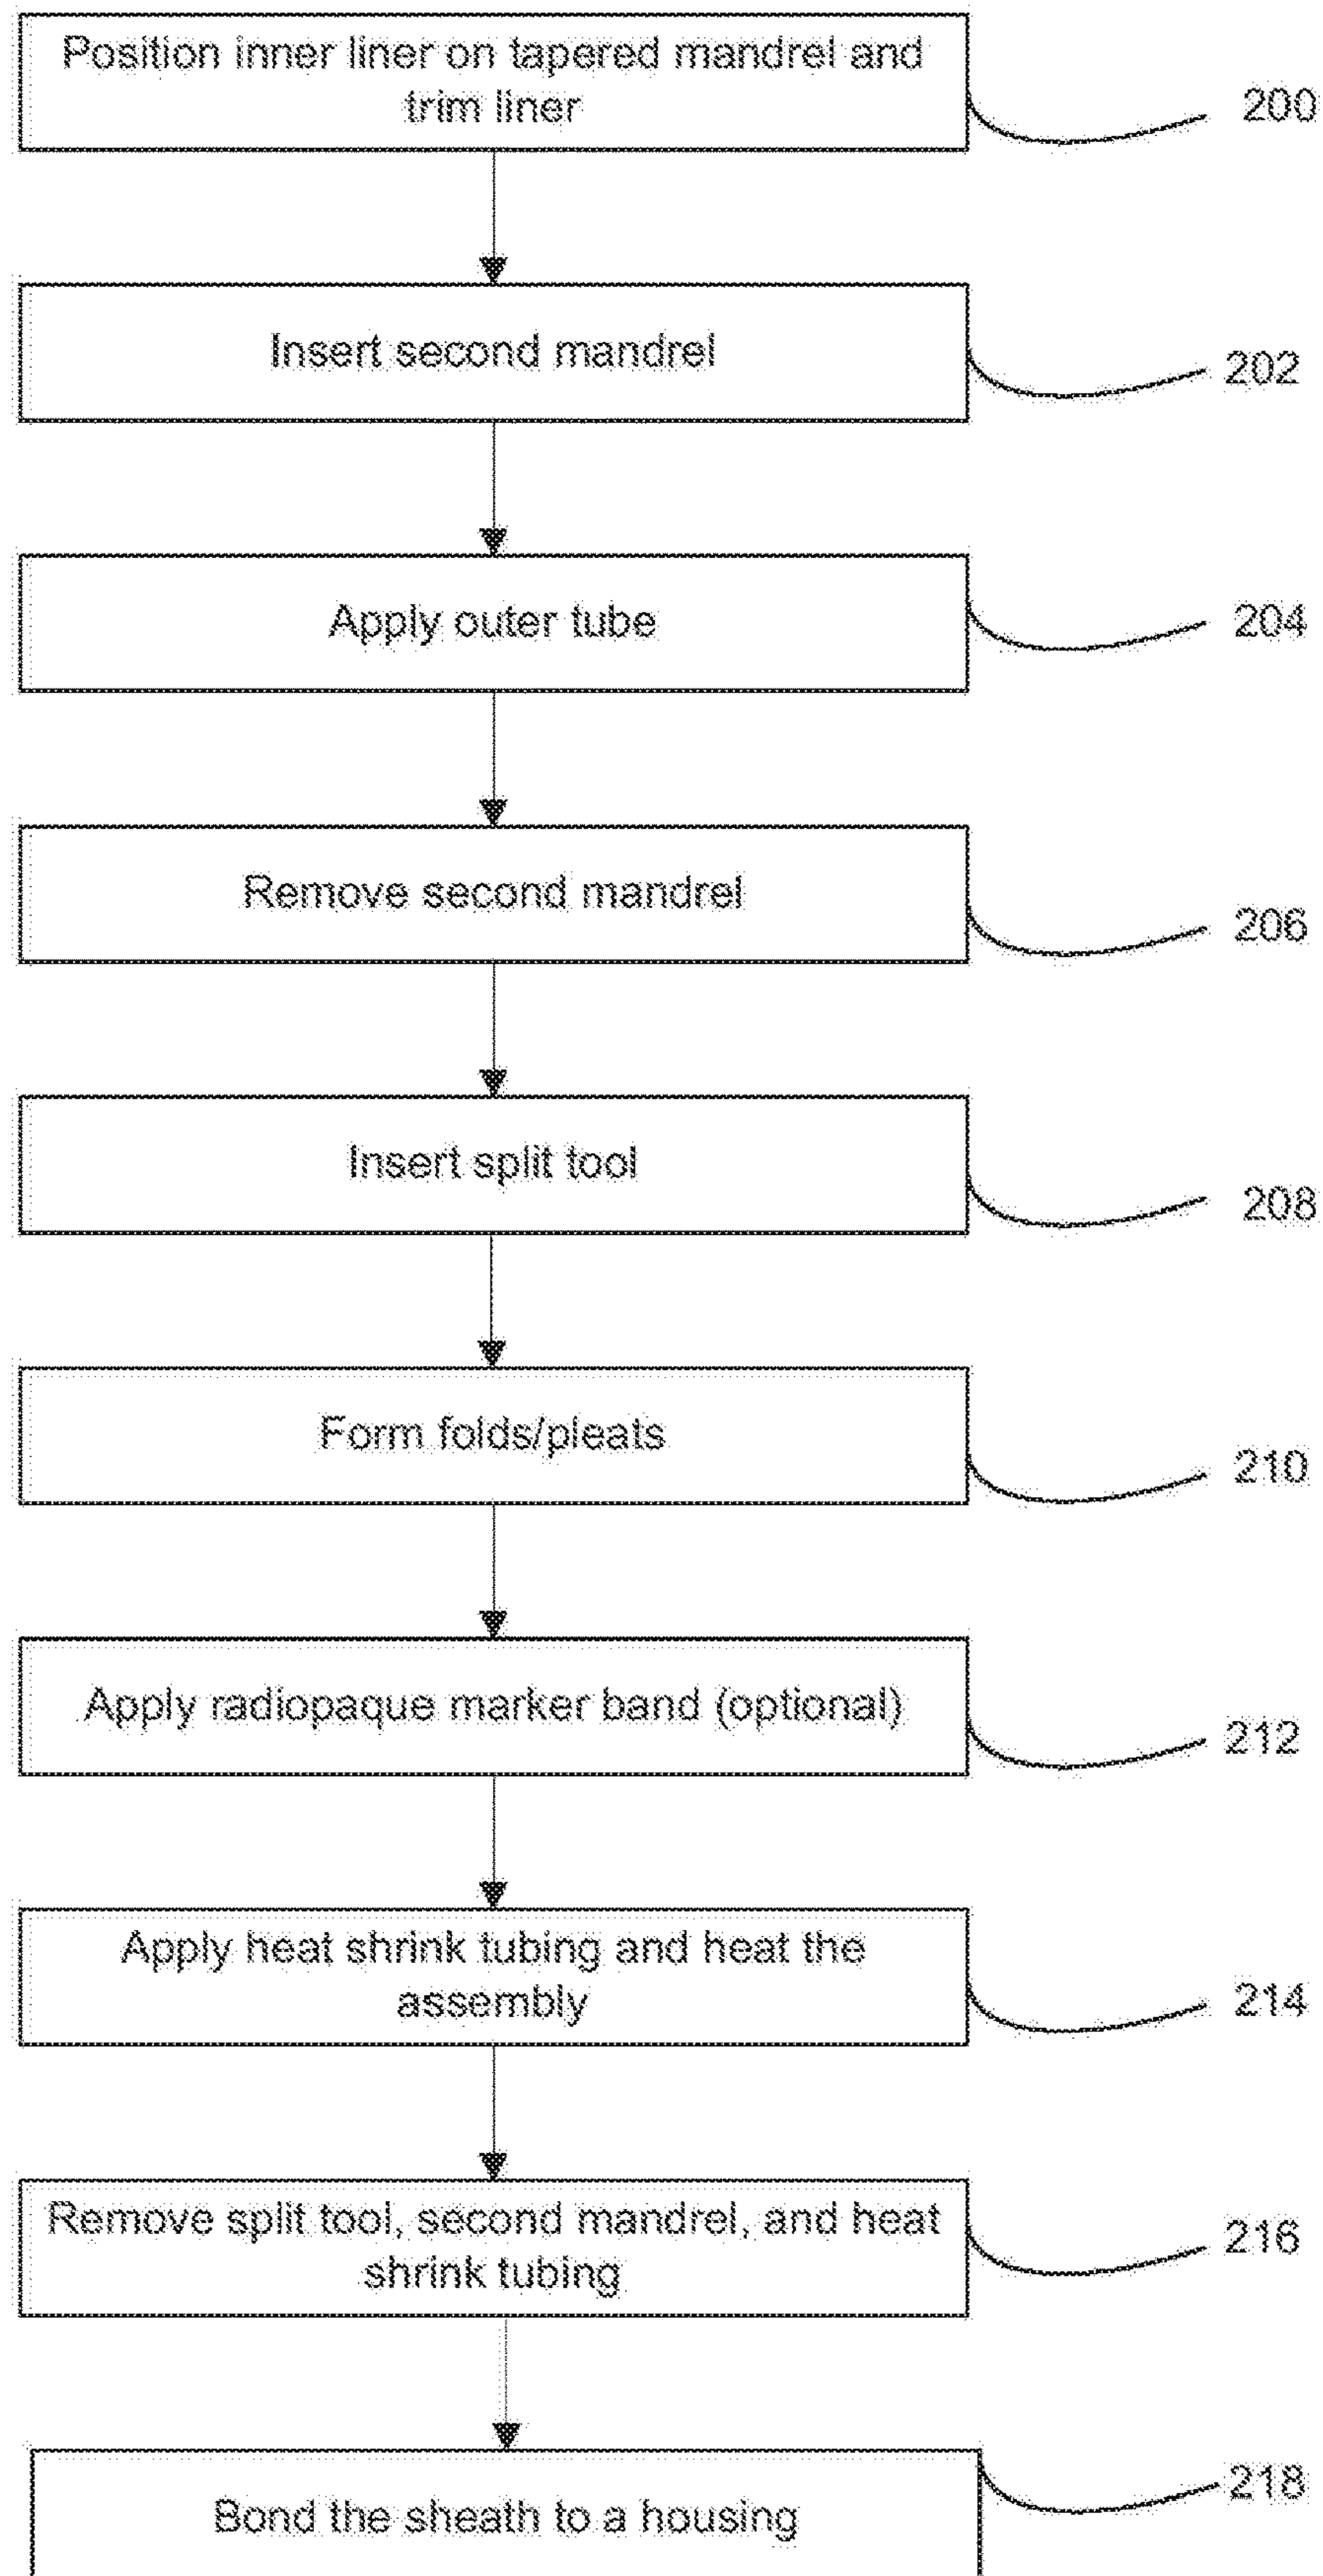 Position inner liner on tapered mandrel and
trim liner
200
Insert second mandrel
202
Apply outer tube
204
Remove second mandrel
206
Insert split tool
208
Form folds/pleats
210
Apply radiopaque marker band (optional)
212
Apply heat shrink tubing and heat the
assembly
214
Remove split tool, second mandrel, and heat
shrink tubing
216
Bond the sheath to a housing
218